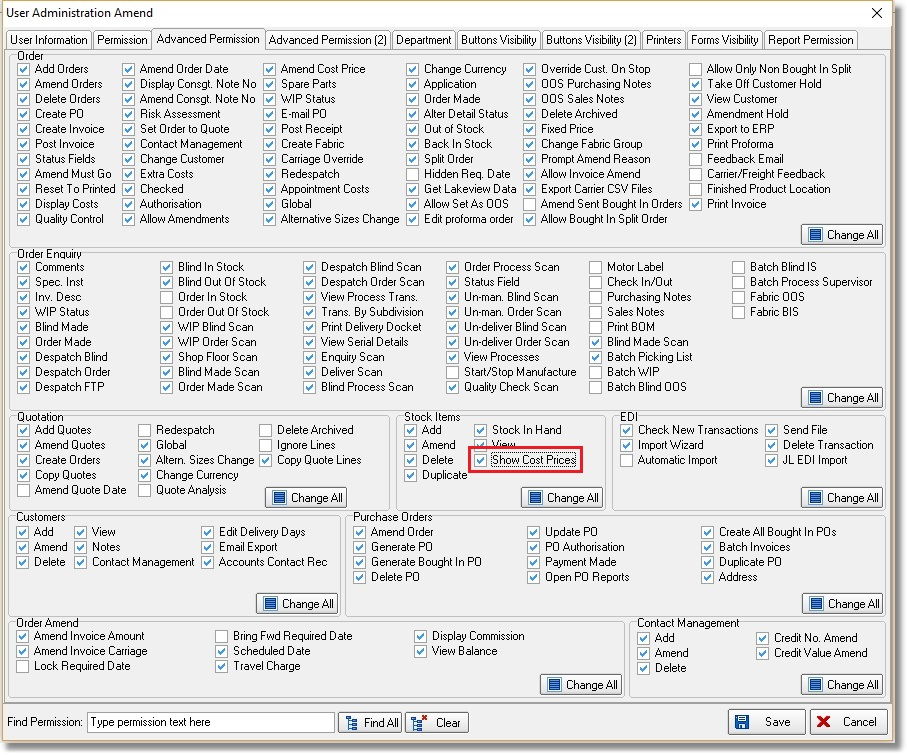 User Administration Amend
User Information Permission Advanced Permission Advanced Permission (2) Department Buttons Visibility Buttons Visibility (2) Printers Forms Visibility Report Permission
Order
Add Orders Amend Order Date Amend Cost Price Change Currency Override Cust. On Stop Allow Only Non Bought In Split
Amend Orders Display Consgt. Note No Spare Parts Application OOS Purchasing Notes Take Off Customer Hold
Delete Orders Amend Consgt. Note No WIP Status Order Made OOS Sales Notes View Customer
Create PO Risk Assessment E-mail PO Alter Detail Status Delete Archived Amendment Hold
Create Invoice Set Order to Quote Post Receipt Out of Stock Fixed Price Export to ERP
Post Invoice Contact Management Create Fabric Back In Stock Change Fabric Group Print Proforma
Status Fields Change Customer Carriage Override Split Order Prompt Amend Reason Feedback Email
Amend Must Go Extra Costs Redespatch Hidden Req. Date Allow Invoice Amend Carrier/Freight Feedback
Reset To Printed Checked Appointment Costs Get Lakeview Data Export Carrier CSV Files Finished Product Location
Display Costs Authorisation Global Allow Set As OOS Amend Sent Bought In Orders Print Invoice
Quality Control Allow Amendments Alternative Sizes Change Edit proforma order Allow Bought In Split Order
Change All
Order Enquiry
Comments Blind In Stock Despatch Blind Scan Order Process Scan Motor Label Batch Blind IS
Spec. Inst Blind Out Of Stock Despatch Order Scan Status Field Check In/Out Batch Process Supervisor
Inv. Desc Order In Stock View Process Trans. Un-man. Blind Scan Purchasing Notes Fabric OOS
WIP Status Order Out Of Stock Trans. By Subdivision Un-man. Order Scan Sales Notes Fabric BIS
Blind Made WIP Blind Scan Print Delivery Docket Un-deliver Blind Scan Print BOM
Order Made WIP Order Scan View Serial Details Un-deliver Order Scan Blind Made Scan
Despatch Blind Shop Floor Scan Enquiry Scan View Processes Batch Picking List
Despatch Order Blind Made Scan Deliver Scan Start/Stop Manufacture Batch WIP
Despatch FTP Order Made Scan Blind Process Scan Quality Check Scan Batch Blind OOS
Change All
Quotation
Add Quotes Redespatch Delete Archived
Amend Quotes Global Ignore Lines
Create Orders Altern. Sizes Change Copy Quote Lines
Copy Quotes Change Currency
Amend Quote Date Quote Analysis Change All
Stock Items
Add Stock In Hand
Amend View
Delete Show Cost Prices
Duplicate
Change All
EDI
Check New Transactions Send File
Import Wizard Delete Transaction
Automatic Import JL EDI Import
Change All
Customers
Add View Edit Delivery Days
Amend Notes Email Export
Delete Contact Management Accounts Contact Rec
Change All
Purchase Orders
Amend Order Update PO Create All Bought In POs
Generate PO PO Authorisation Batch Invoices
Generate Bought In PO Payment Made Duplicate PO
Delete PO Open PO Reports Address
Change All
Order Amend
Amend Invoice Amount Bring Fwd Required Date Display Commission
Amend Invoice Carriage Scheduled Date View Balance
Lock Required Date Travel Charge
Change All
Contact Management
Add Credit No. Amend
Amend Credit Value Amend
Delete
Change All
Find Permission: Type permission text here Find All Clear Save Cancel